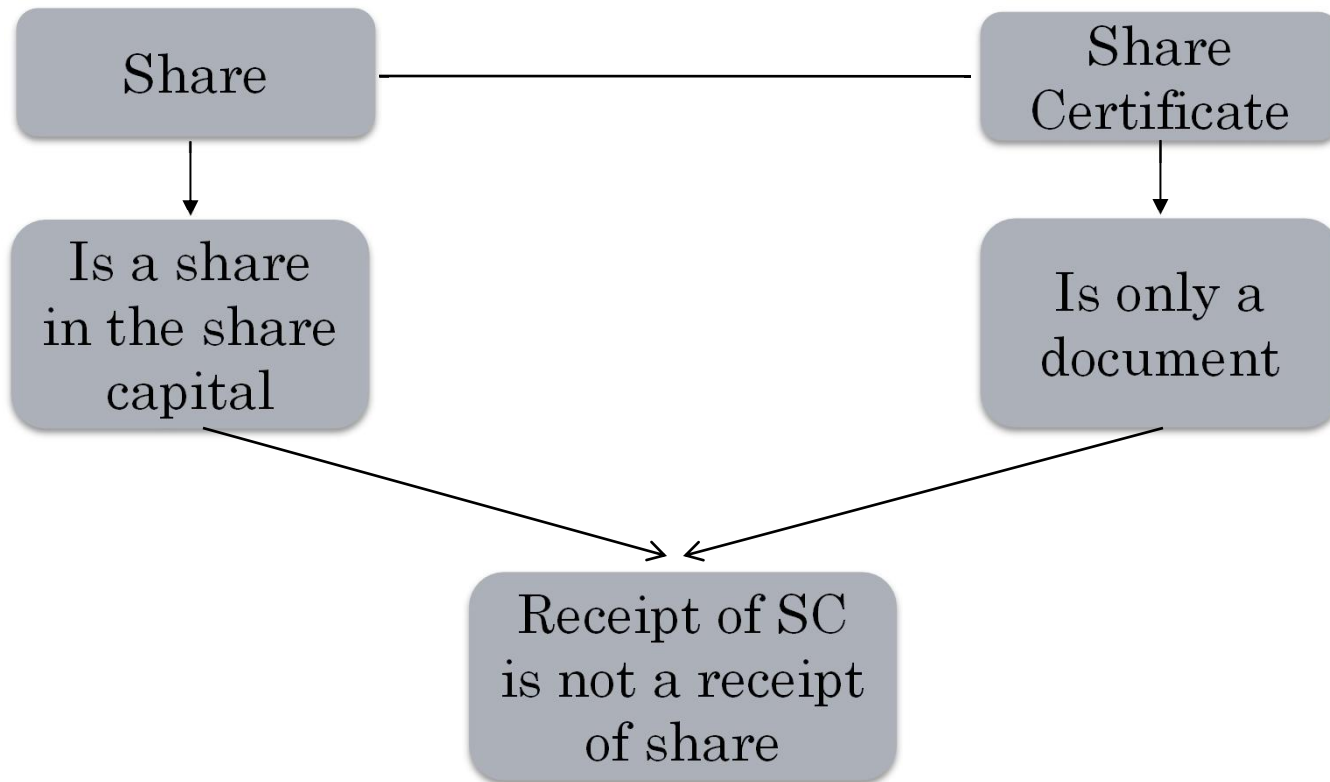 Share
Share
Certificate
Is a share
in the share
capital
Is only a
document
Receipt of SC
is not a receipt
of share